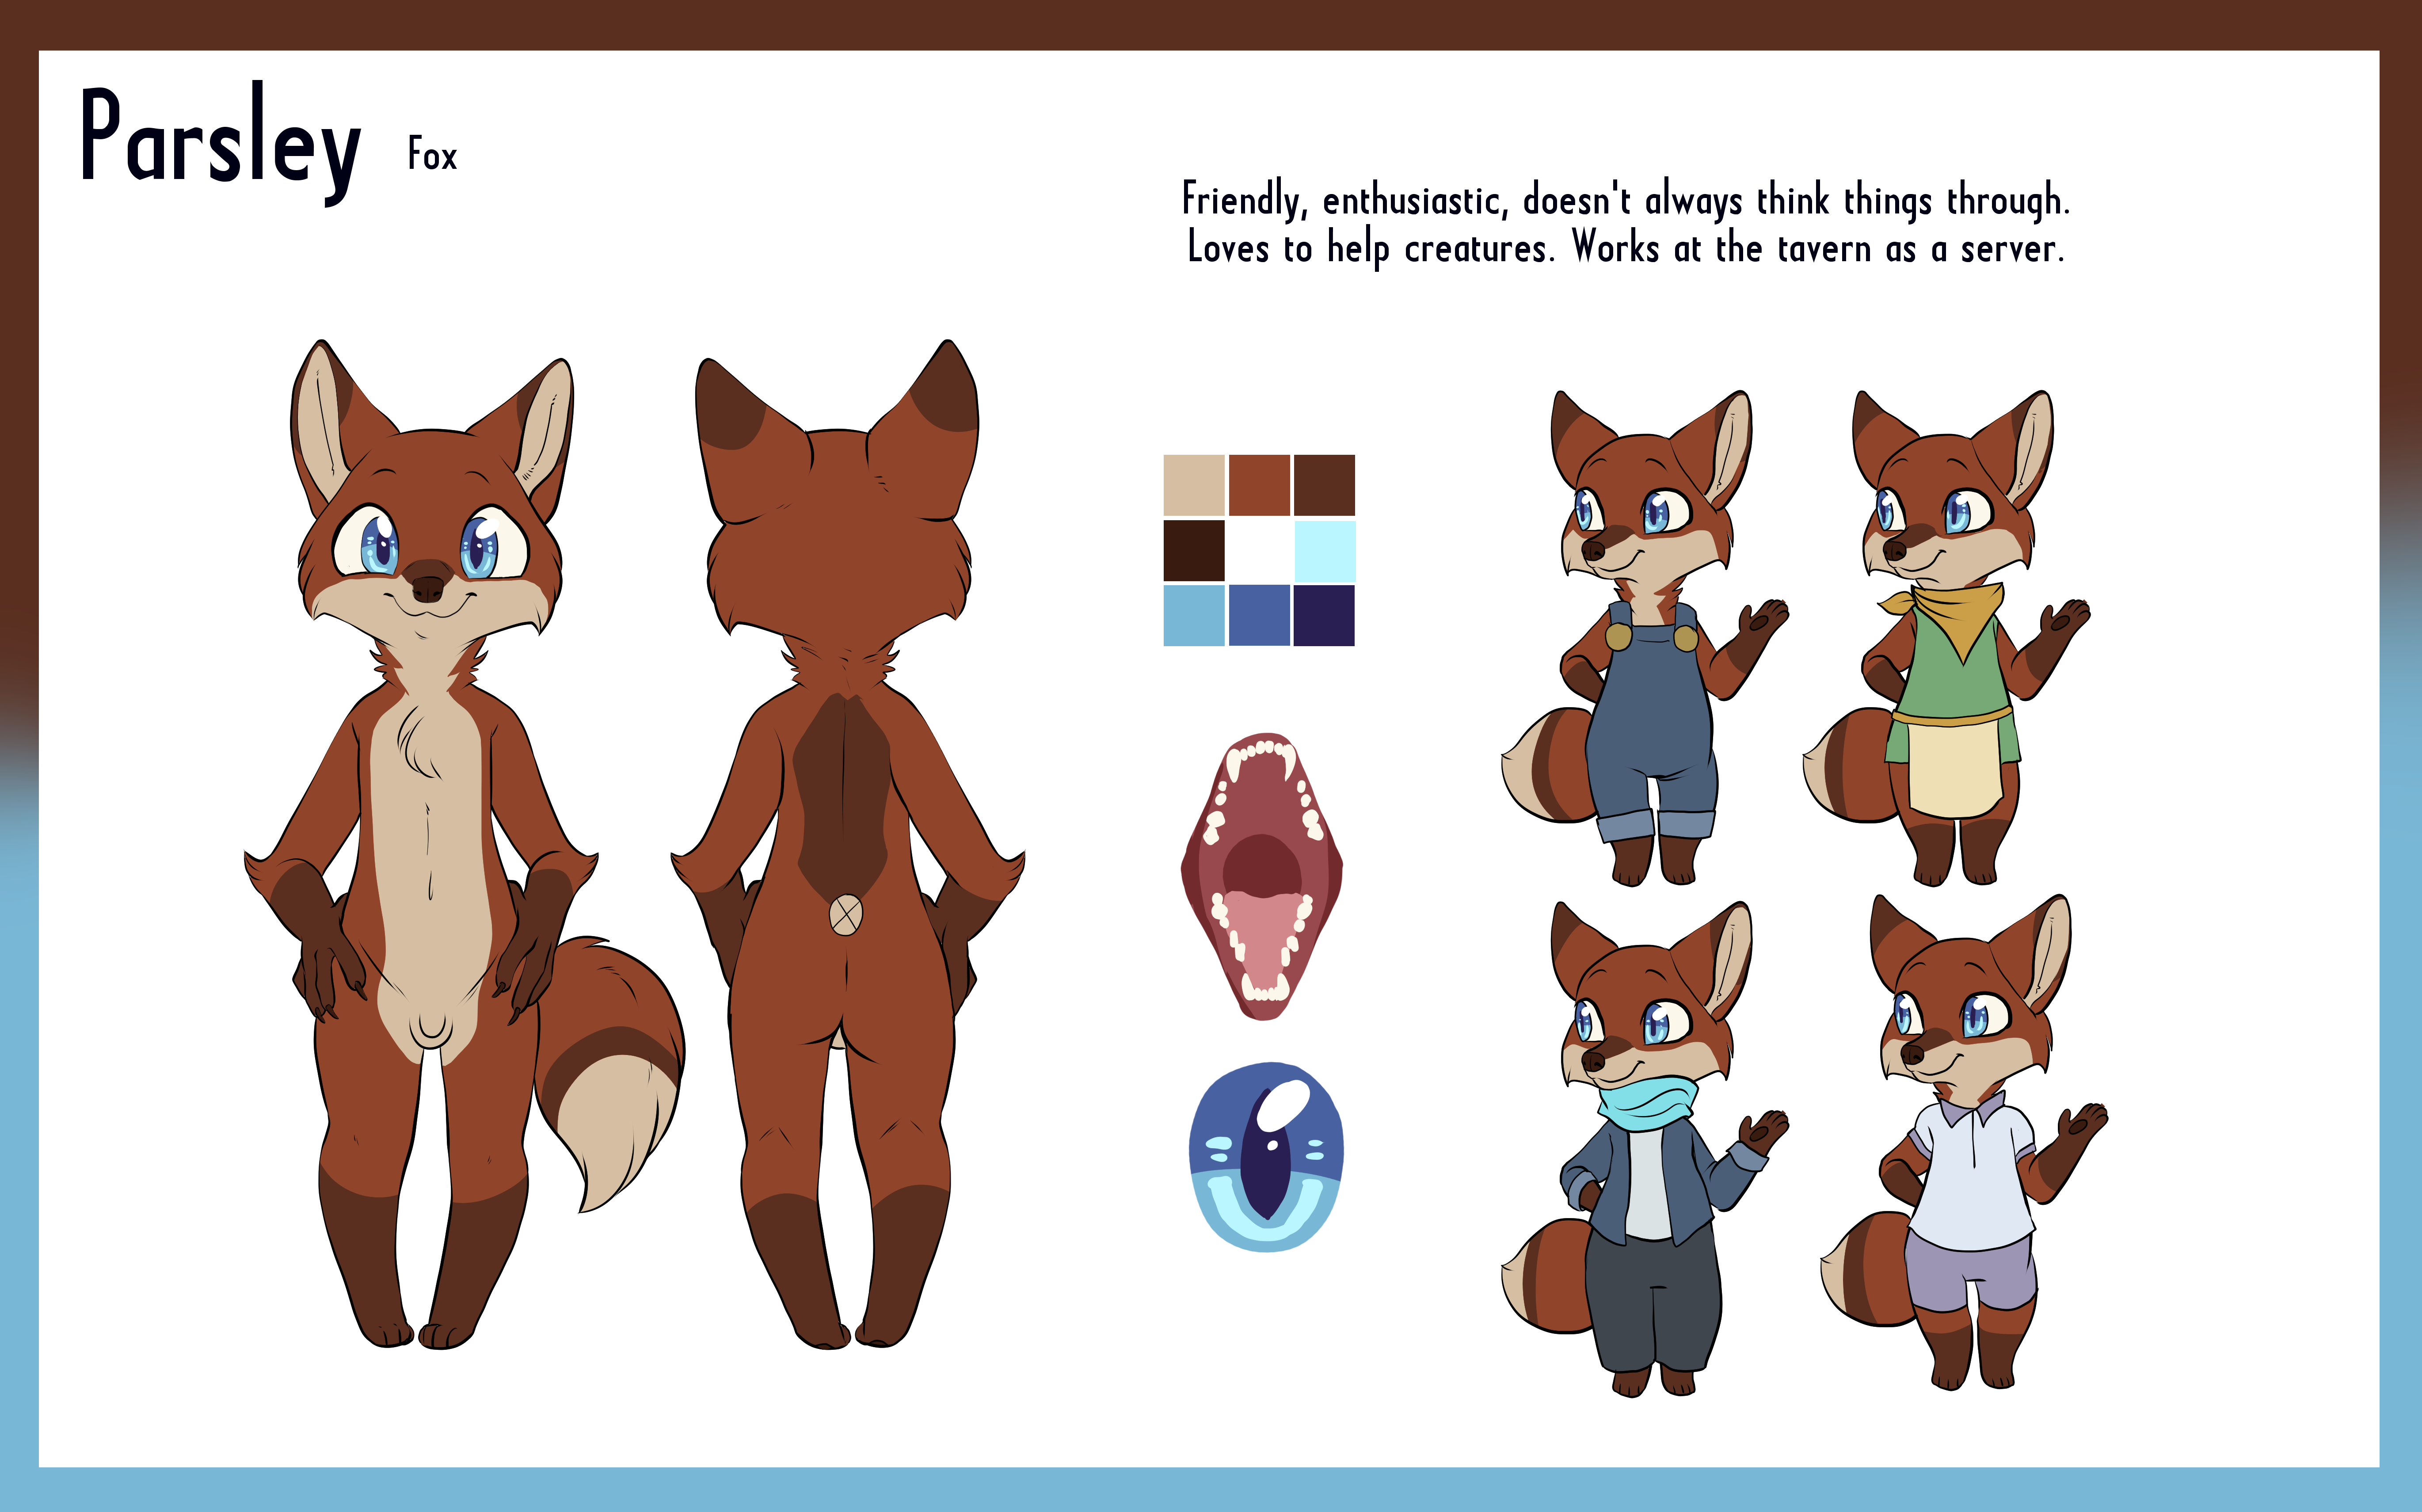 Parsley Fox
Friendly, enthusiastic, doesn't always think things through.
Loves to help creatures. Works at the tavern as a server.